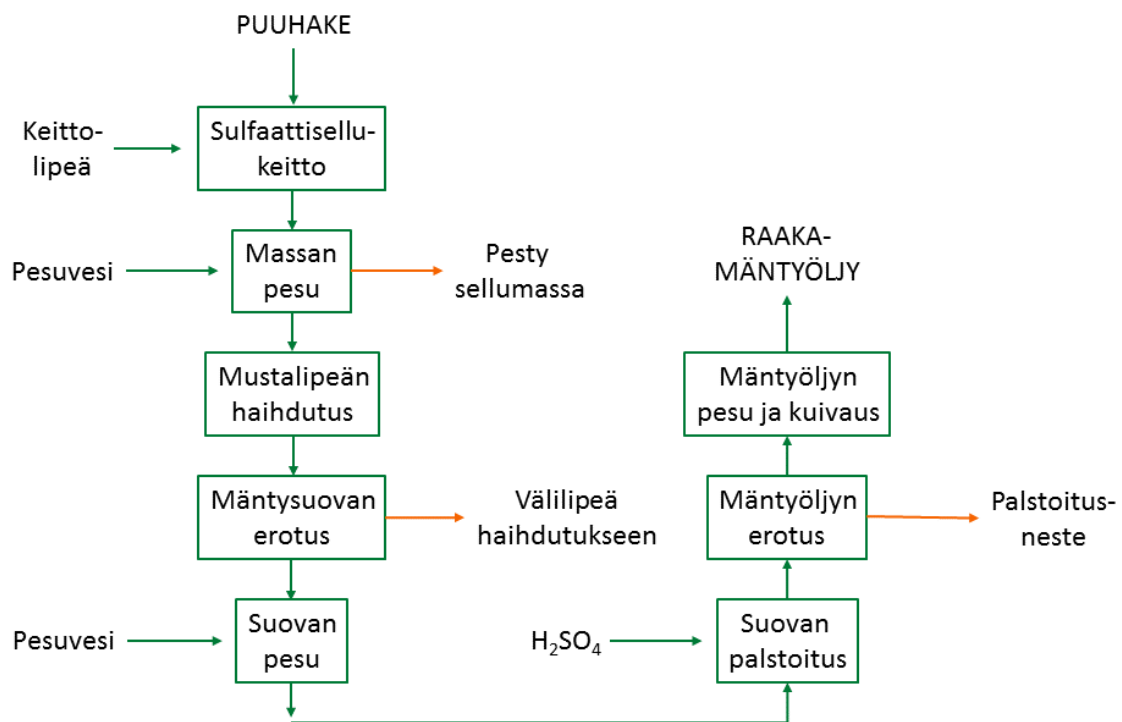 PUUHAKE
Keitto-
lipeä
Sulfaattisellu-
keitto
Pesuvesi
Massan
pesu
Pesty
sellumassa
Mustalipeän
haihdutus
Mäntysuovan
erotus
Välilipeä
haihdutukseen
Pesuvesi
Suovan
pesu
H₂SO₄
Suovan
palstoitus
Mäntyöljyn
erotus
Palstoitus-
neste
Mäntyöljyn
pesu ja kuivaus
RAAKA-
MÄNTYÖLJY